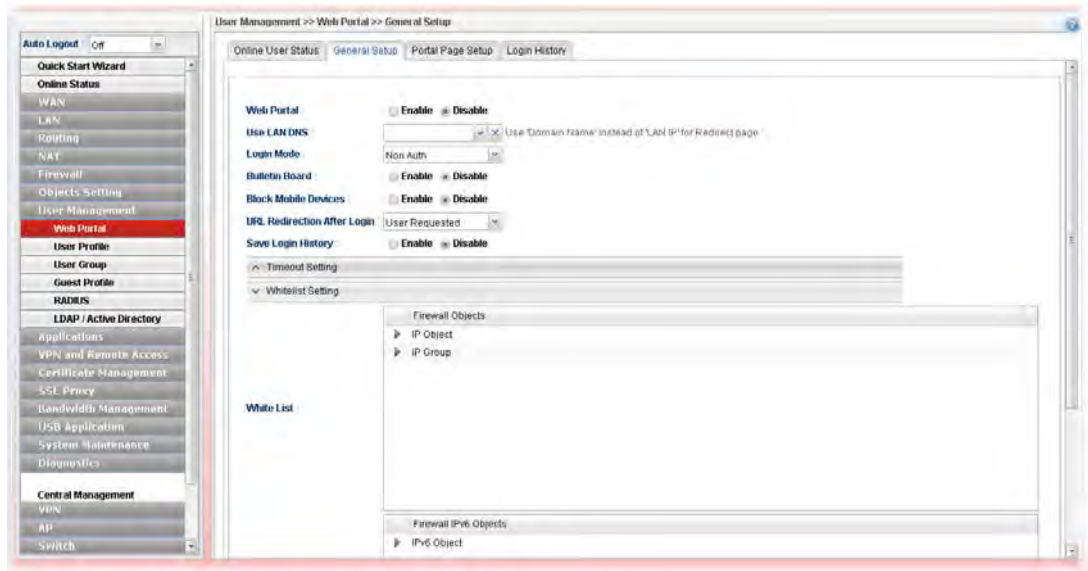 User Management >> Web Portal >> General Setup
Auto Logout Off
Quick Start Wizard
Online Status
WAN
LAN
Routing
NAT
Firewall
Objects Setting
User Management
Web Portal
User Profile
User Group
Guest Profile
RADIUS
LDAP / Active Directory
Applications
VPN and Remote Access
Certificate Management
SSL Proxy
Bandwidth Management
USB Application
System Maintenance
Diagnostics
Central Management
VPN
AP
Switch
Online User Status General Setup Portal Page Setup Login History
Web Portal Enable Disable
Use LAN DNS Use 'Domain Name' instead of 'LAN IP' for Redirect page
Login Mode Non Auth
Bulletin Board Enable Disable
Block Mobile Devices Enable Disable
URL Redirection After Login User Requested
Save Login History Enable Disable
Timeout Setting
Whitelist Setting
Firewall Objects
IP Object
IP Group
White List
Firewall IPv6 Objects
IPv6 Object